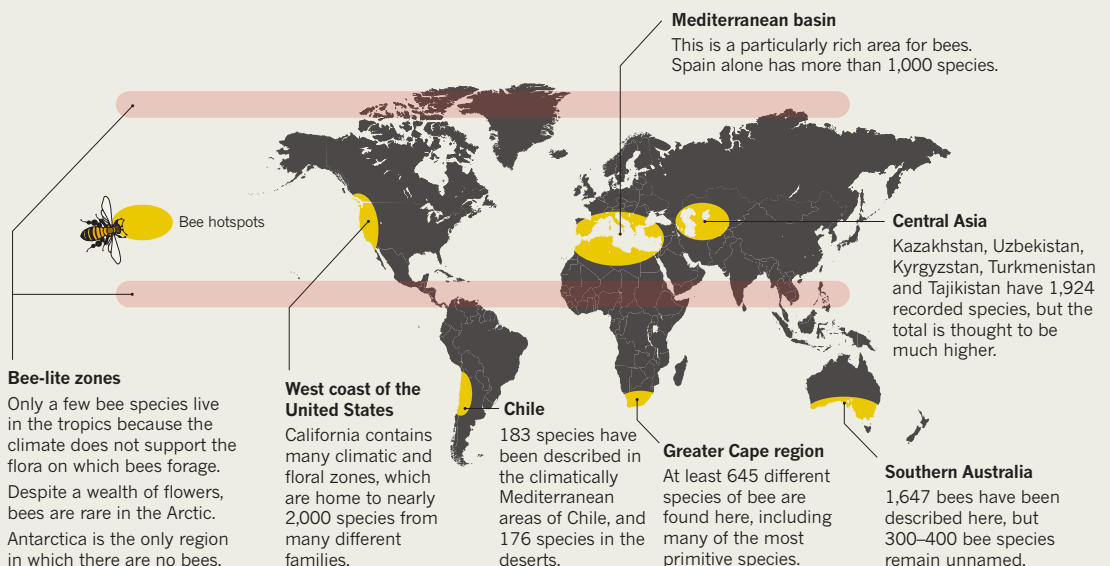 Mediterranean basin
This is a particularly rich area for bees.
Spain alone has more than 1,000 species.
Bee hotspots
Central Asia
Kazakhstan, Uzbekistan,
Kyrgyzstan, Turkmenistan
and Tajikistan have 1,924
recorded species, but the
total is thought to be
much higher.
Bee-lite zones
Only a few bee species live
in the tropics because the
climate does not support the
flora on which bees forage.
Despite a wealth of flowers,
bees are rare in the Arctic.
Antarctica is the only region
in which there are no bees.
West coast of the
United States
California contains
many climatic and
floral zones, which
are home to nearly
2,000 species from
many different
families.
Chile
183 species have
been described in
the climatically
Mediterranean
areas of Chile, and
176 species in the
deserts.
Greater Cape region
At least 645 different
species of bee are
found here, including
many of the most
primitive species.
Southern Australia
1,647 bees have been
described here, but
300–400 bee species
remain unnamed.